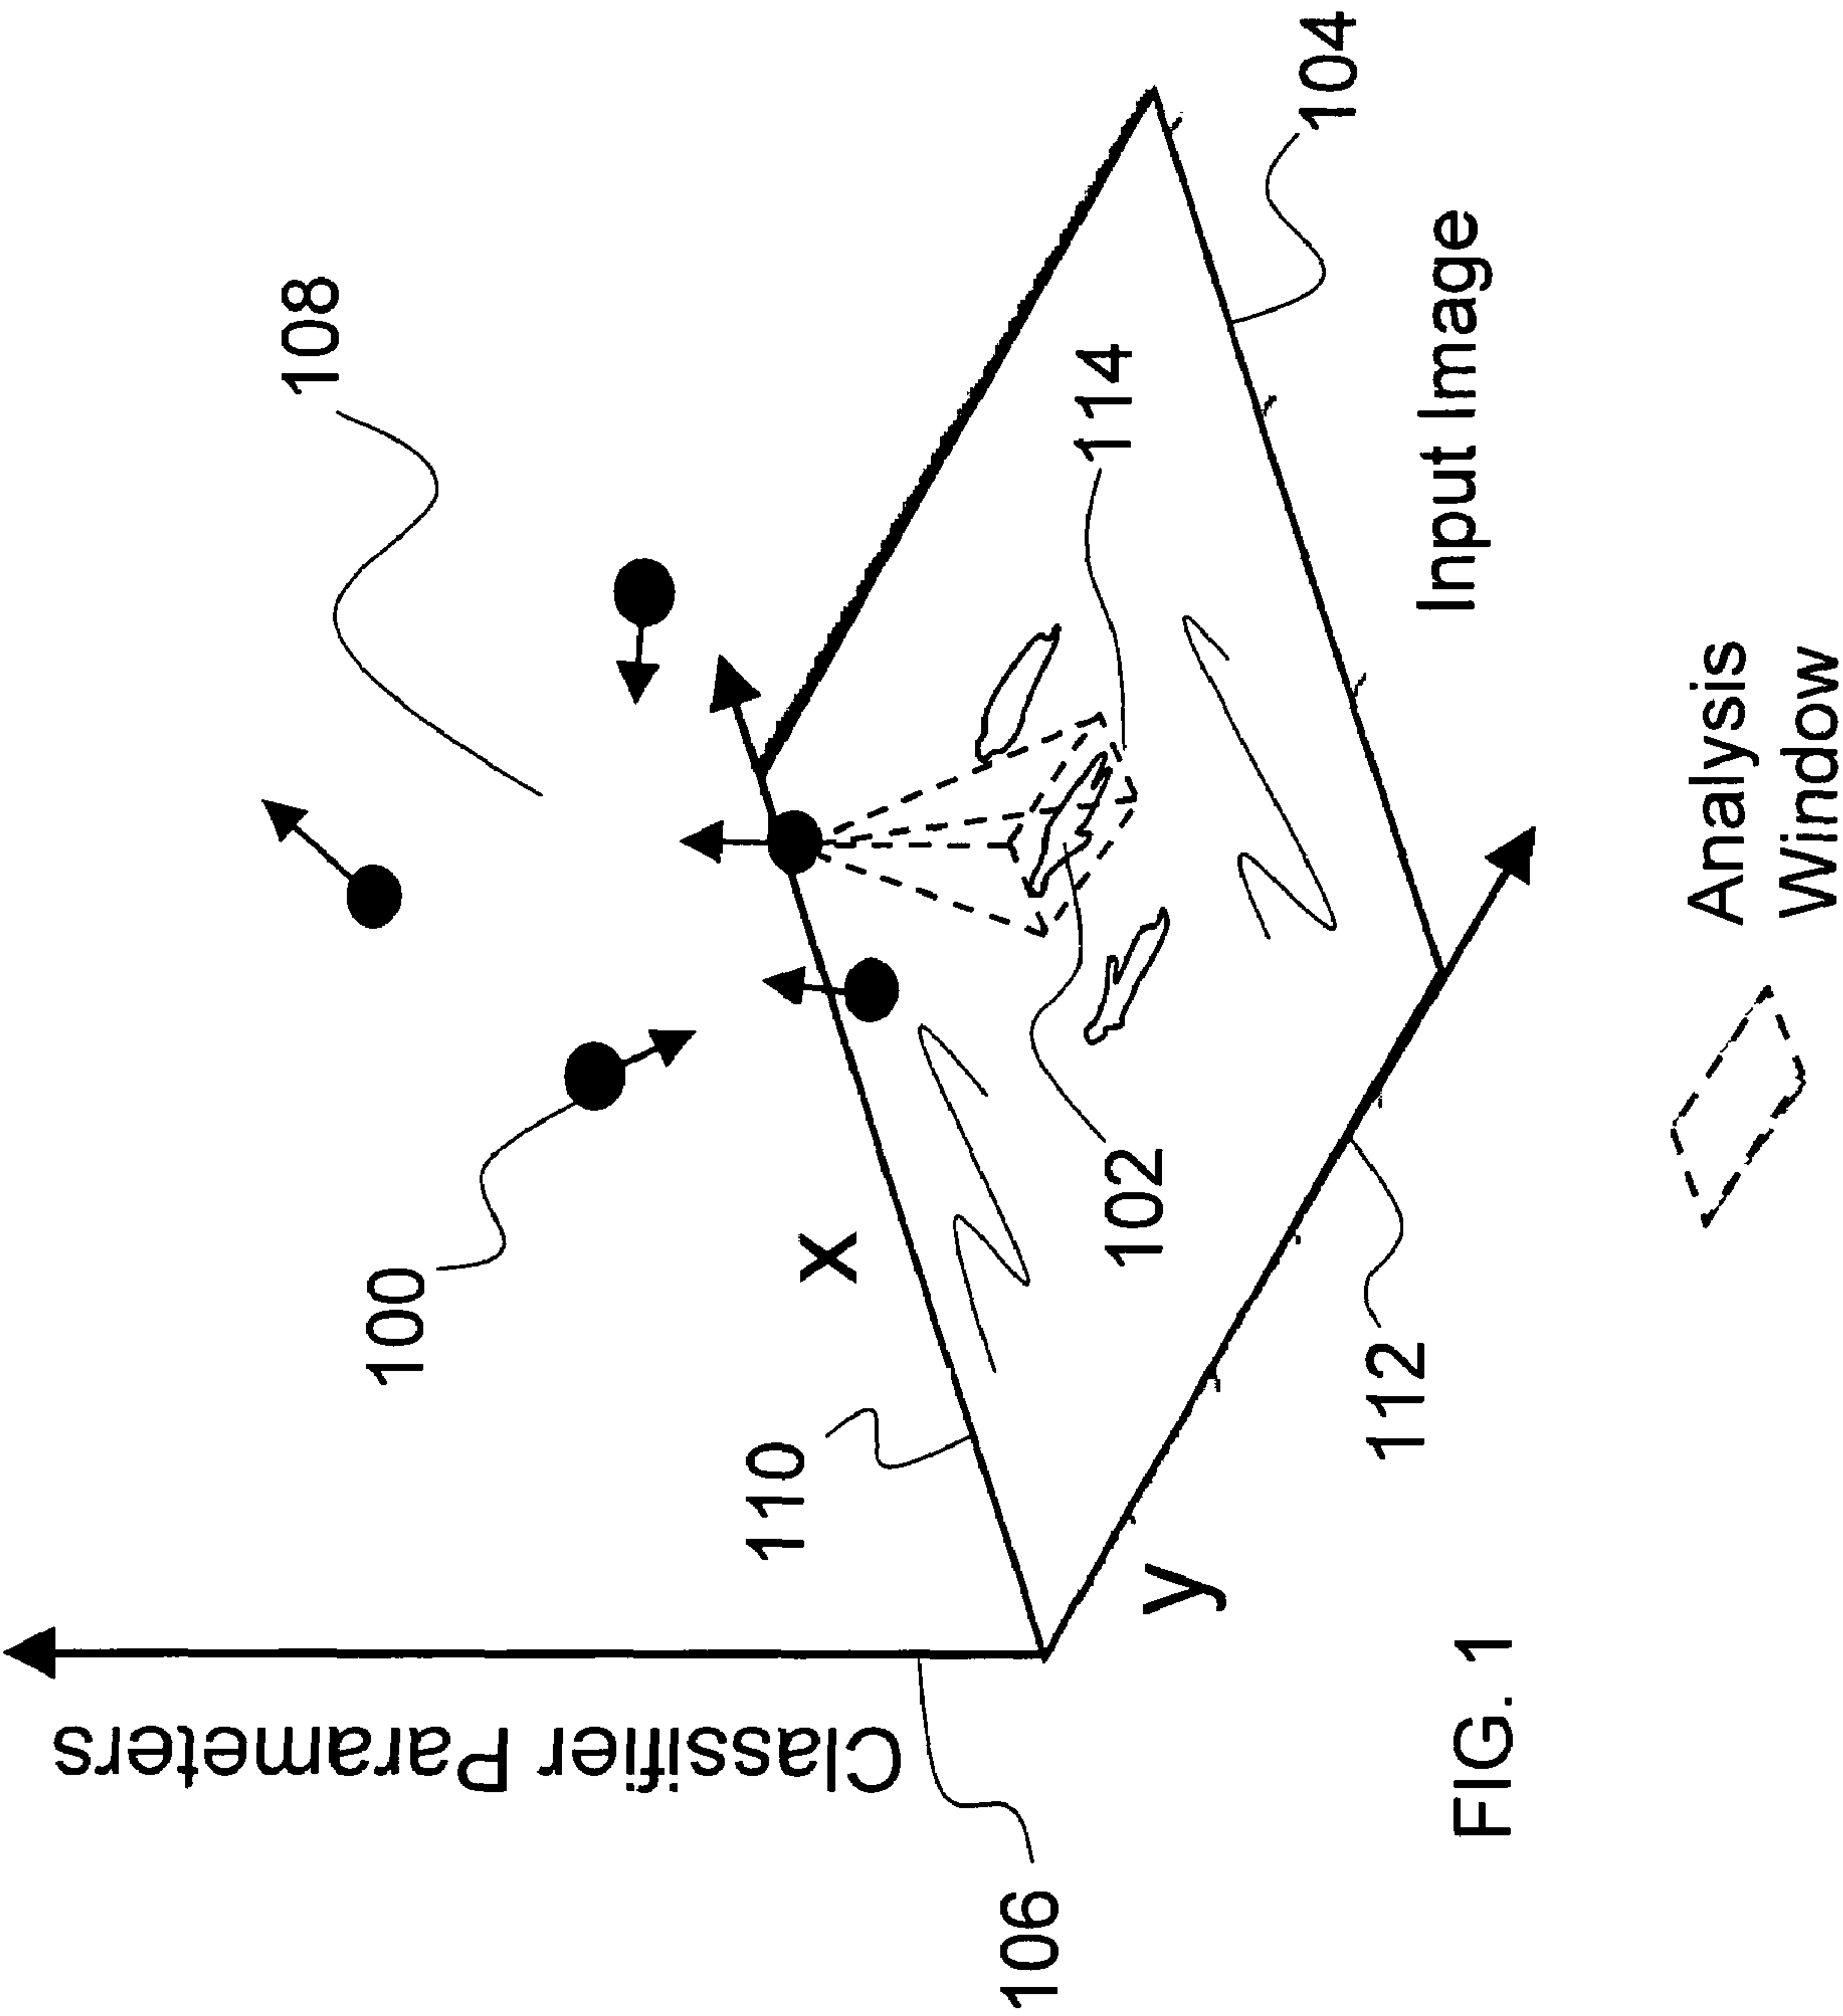 108
100
110
x
114
104
Classifier Parameters
102
Input Image
106
y
112
FIG. 1
Analysis
Window